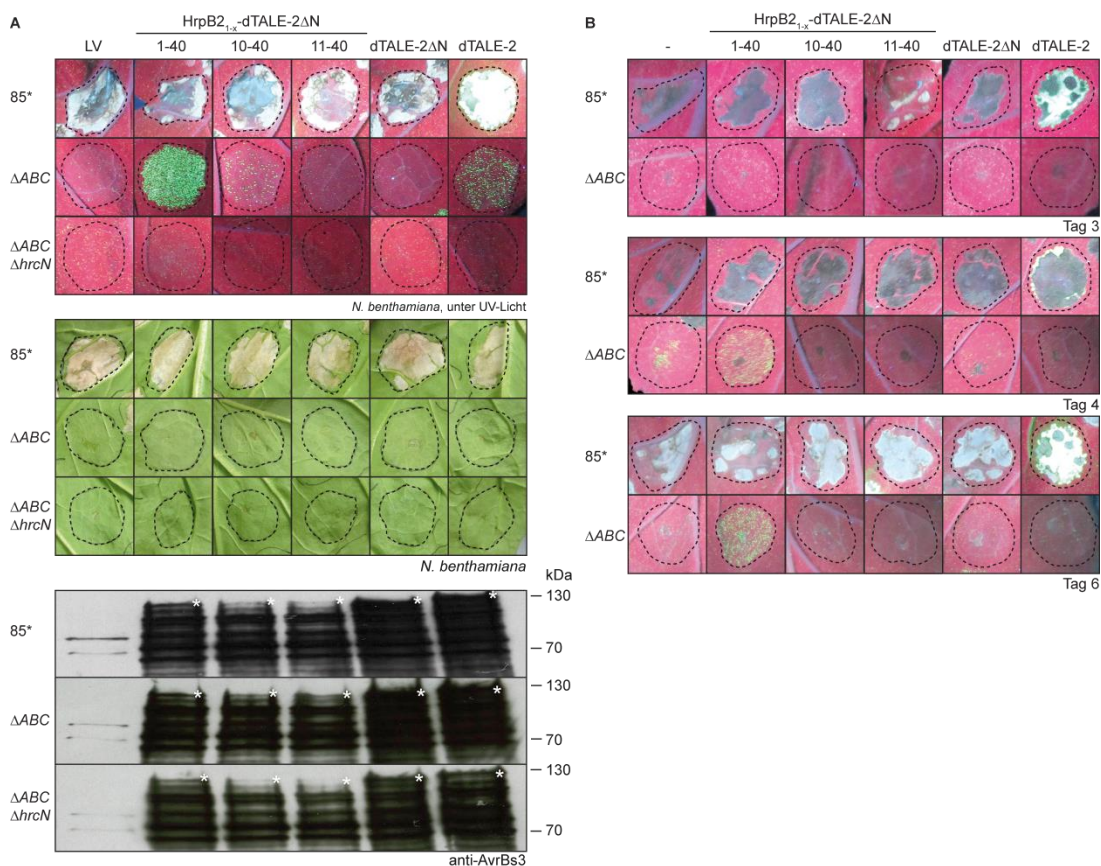 A
HrpB2₁₋ₓ-dTALE-2ΔN
LV 1-40 10-40 11-40 dTALE-2ΔN dTALE-2
85*
ΔABC
ΔABC
ΔhrcN
N. benthamiana, unter UV-Licht
85*
ΔABC
ΔABC
ΔhrcN
N. benthamiana
kDa
85*
130
70
ΔABC
130
70
ΔABC
ΔhrcN
130
70
anti-AvrBs3
B
HrpB2₁₋ₓ-dTALE-2ΔN
- 1-40 10-40 11-40 dTALE-2ΔN dTALE-2
85*
ΔABC
Tag 3
85*
ΔABC
Tag 4
85*
ΔABC
Tag 6